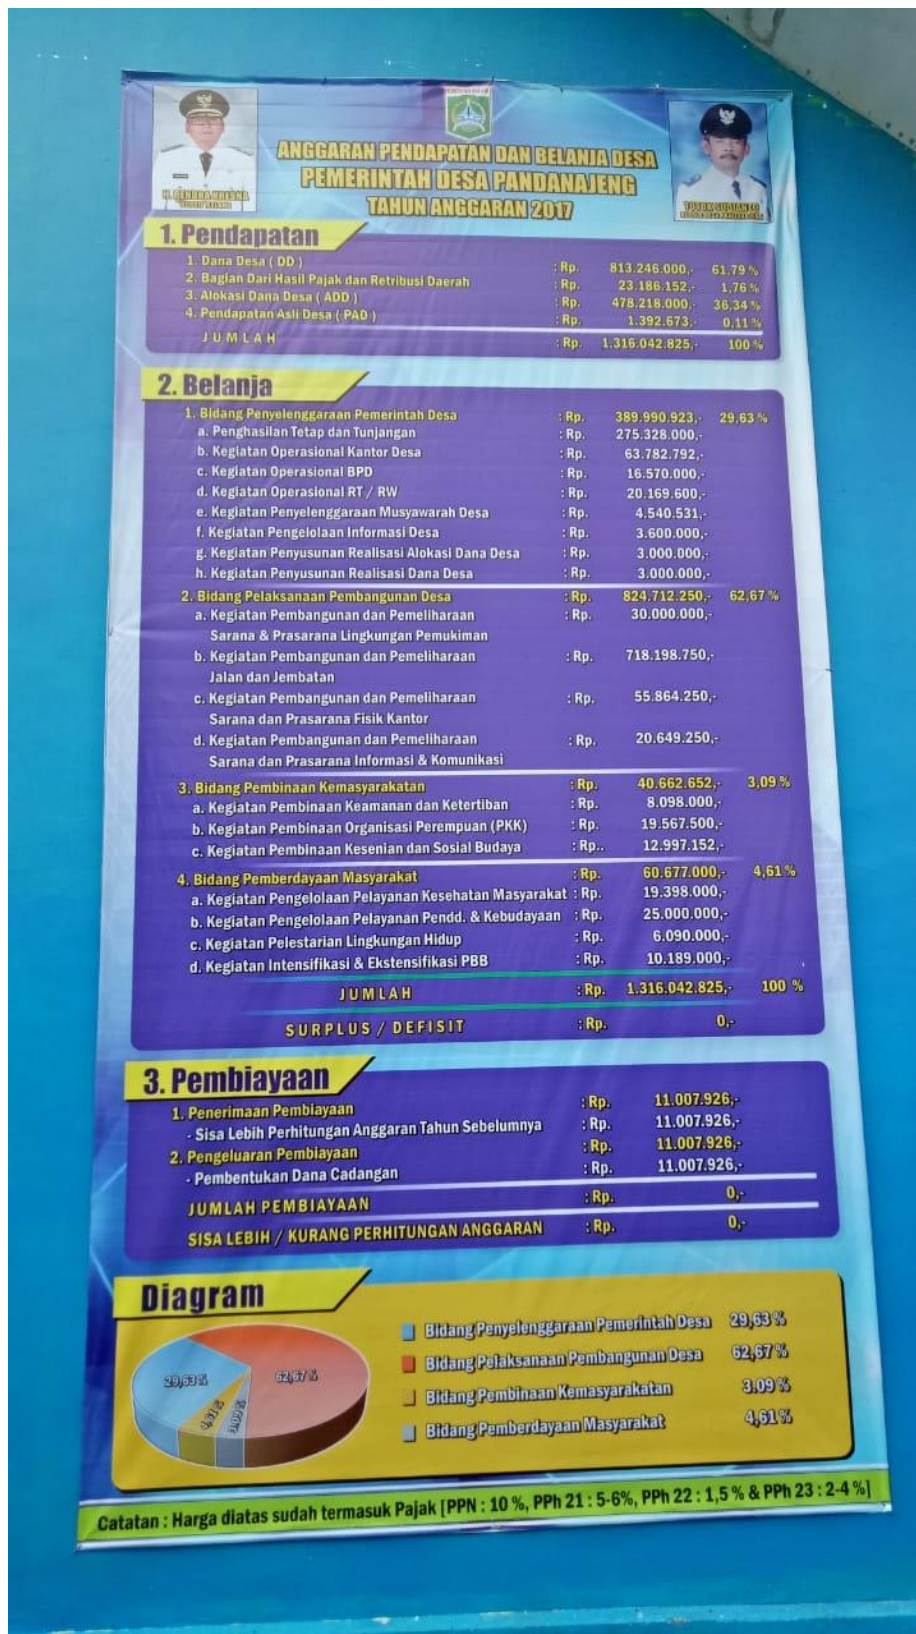 ANGGARAN PENDAPATAN DAN BELANJA DESA
PEMERINTAH DESA PANDANAJENG
TAHUN ANGGARAN 2017
H. RENDRA KRESNA
TOTOK SUGIANTO
1. Pendapatan
1. Dana Desa ( DD ) : Rp. 813.246.000,- 61,79 %
2. Bagian Dari Hasil Pajak dan Retribusi Daerah : Rp. 23.186.152,- 1,76 %
3. Alokasi Dana Desa ( ADD ) : Rp. 478.218.000,- 36,34 %
4. Pendapatan Asli Desa ( PAD ) : Rp. 1.392.673,- 0,11 %
JUMLAH : Rp. 1.316.042.825,- 100 %
2. Belanja
1. Bidang Penyelenggaraan Pemerintah Desa : Rp. 389.990.923,- 29,63 %
a. Penghasilan Tetap dan Tunjangan : Rp. 275.328.000,-
b. Kegiatan Operasional Kantor Desa : Rp. 63.782.792,-
c. Kegiatan Operasional BPD : Rp. 16.570.000,-
d. Kegiatan Operasional RT / RW : Rp. 20.169.600,-
e. Kegiatan Penyelenggaraan Musyawarah Desa : Rp. 4.540.531,-
f. Kegiatan Pengelolaan Informasi Desa : Rp. 3.600.000,-
g. Kegiatan Penyusunan Realisasi Alokasi Dana Desa : Rp. 3.000.000,-
h. Kegiatan Penyusunan Realisasi Dana Desa : Rp. 3.000.000,-
2. Bidang Pelaksanaan Pembangunan Desa : Rp. 824.712.250,- 62,67 %
a. Kegiatan Pembangunan dan Pemeliharaan : Rp. 30.000.000,-
Sarana & Prasarana Lingkungan Pemukiman
b. Kegiatan Pembangunan dan Pemeliharaan : Rp. 718.198.750,-
Jalan dan Jembatan
c. Kegiatan Pembangunan dan Pemeliharaan : Rp. 55.864.250,-
Sarana dan Prasarana Fisik Kantor
d. Kegiatan Pembangunan dan Pemeliharaan : Rp. 20.649.250,-
Sarana dan Prasarana Informasi & Komunikasi
3. Bidang Pembinaan Kemasyarakatan : Rp. 40.662.652,- 3,09 %
a. Kegiatan Pembinaan Keamanan dan Ketertiban : Rp. 8.098.000,-
b. Kegiatan Pembinaan Organisasi Perempuan (PKK) : Rp. 19.567.500,-
c. Kegiatan Pembinaan Kesenian dan Sosial Budaya : Rp.. 12.997.152,-
4. Bidang Pemberdayaan Masyarakat : Rp. 60.677.000,- 4,61 %
a. Kegiatan Pengelolaan Pelayanan Kesehatan Masyarakat : Rp. 19.398.000,-
b. Kegiatan Pengelolaan Pelayanan Pendd. & Kebudayaan : Rp. 25.000.000,-
c. Kegiatan Pelestarian Lingkungan Hidup : Rp. 6.090.000,-
d. Kegiatan Intensifikasi & Ekstensifikasi PBB : Rp. 10.189.000,-
JUMLAH : Rp. 1.316.042.825,- 100 %
SURPLUS / DEFISIT : Rp. 0,-
3. Pembiayaan
1. Penerimaan Pembiayaan : Rp. 11.007.926,-
- Sisa Lebih Perhitungan Anggaran Tahun Sebelumnya : Rp. 11.007.926,-
2. Pengeluaran Pembiayaan : Rp. 11.007.926,-
- Pembentukan Dana Cadangan : Rp. 11.007.926,-
JUMLAH PEMBIAYAAN : Rp. 0,-
SISA LEBIH / KURANG PERHITUNGAN ANGGARAN : Rp. 0,-
Diagram
29,63 %
62,67 %
4,61 %
3,09 %
Bidang Penyelenggaraan Pemerintah Desa 29,63 %
Bidang Pelaksanaan Pembangunan Desa 62,67 %
Bidang Pembinaan Kemasyarakatan 3.09 %
Bidang Pemberdayaan Masyarakat 4,61 %
Catatan : Harga diatas sudah termasuk Pajak [PPN : 10 %, PPh 21 : 5-6%, PPh 22 : 1,5 % & PPh 23 : 2-4 %]